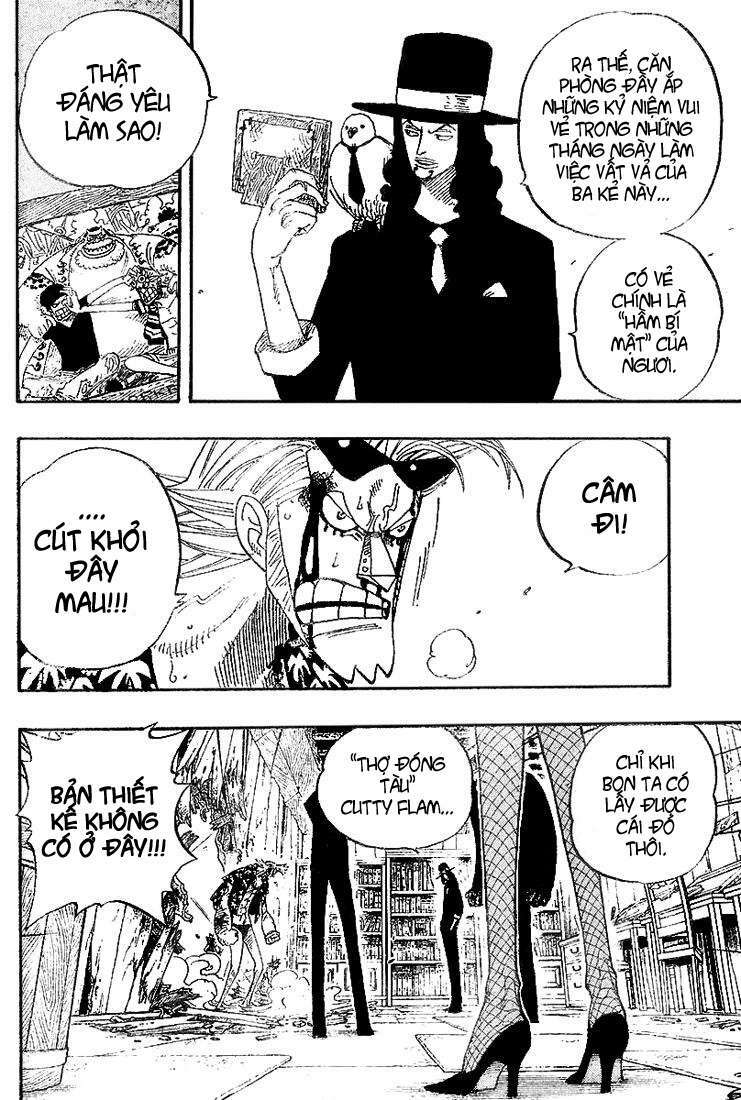 RA THẾ, CĂN
PHÒNG ĐẦY ẮP
NHỮNG KỶ NIỆM VUI
VẺ TRONG NHỮNG
THÁNG NGÀY LÀM
VIỆC VẤT VẢ CỦA
BA KẺ NÀY...
CÓ VẺ
CHÍNH LÀ
"HẦM BÍ
MẬT" CỦA
NGƯƠI.
THẬT
ĐÁNG YÊU
LÀM SAO!
CÂM
ĐI!
....
CÚT KHỎI
ĐÂY
MAU!!!
CHỈ KHI
BỌN TA CÓ
LẤY ĐƯỢC
CÁI ĐÓ
THÔI.
"THỢ ĐÓNG
TÀU"
CUTTY FLAM...
BẢN THIẾT
KẾ KHÔNG
CÓ Ở ĐÂY!!!